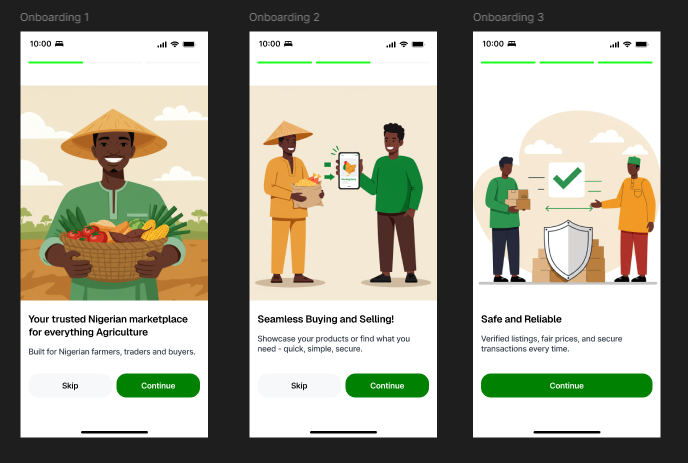 Onboarding 1
Onboarding 2
Onboarding 3
10:00
10:00
10:00
Your trusted Nigerian marketplace
for everything Agriculture
Built for Nigerian farmers, traders and buyers.
Skip
Continue
Seamless Buying and Selling!
Showcase your products or find what you
need - quick, simple, secure.
Skip
Continue
Safe and Reliable
Verified listings, fair prices, and secure
transactions every time.
Continue